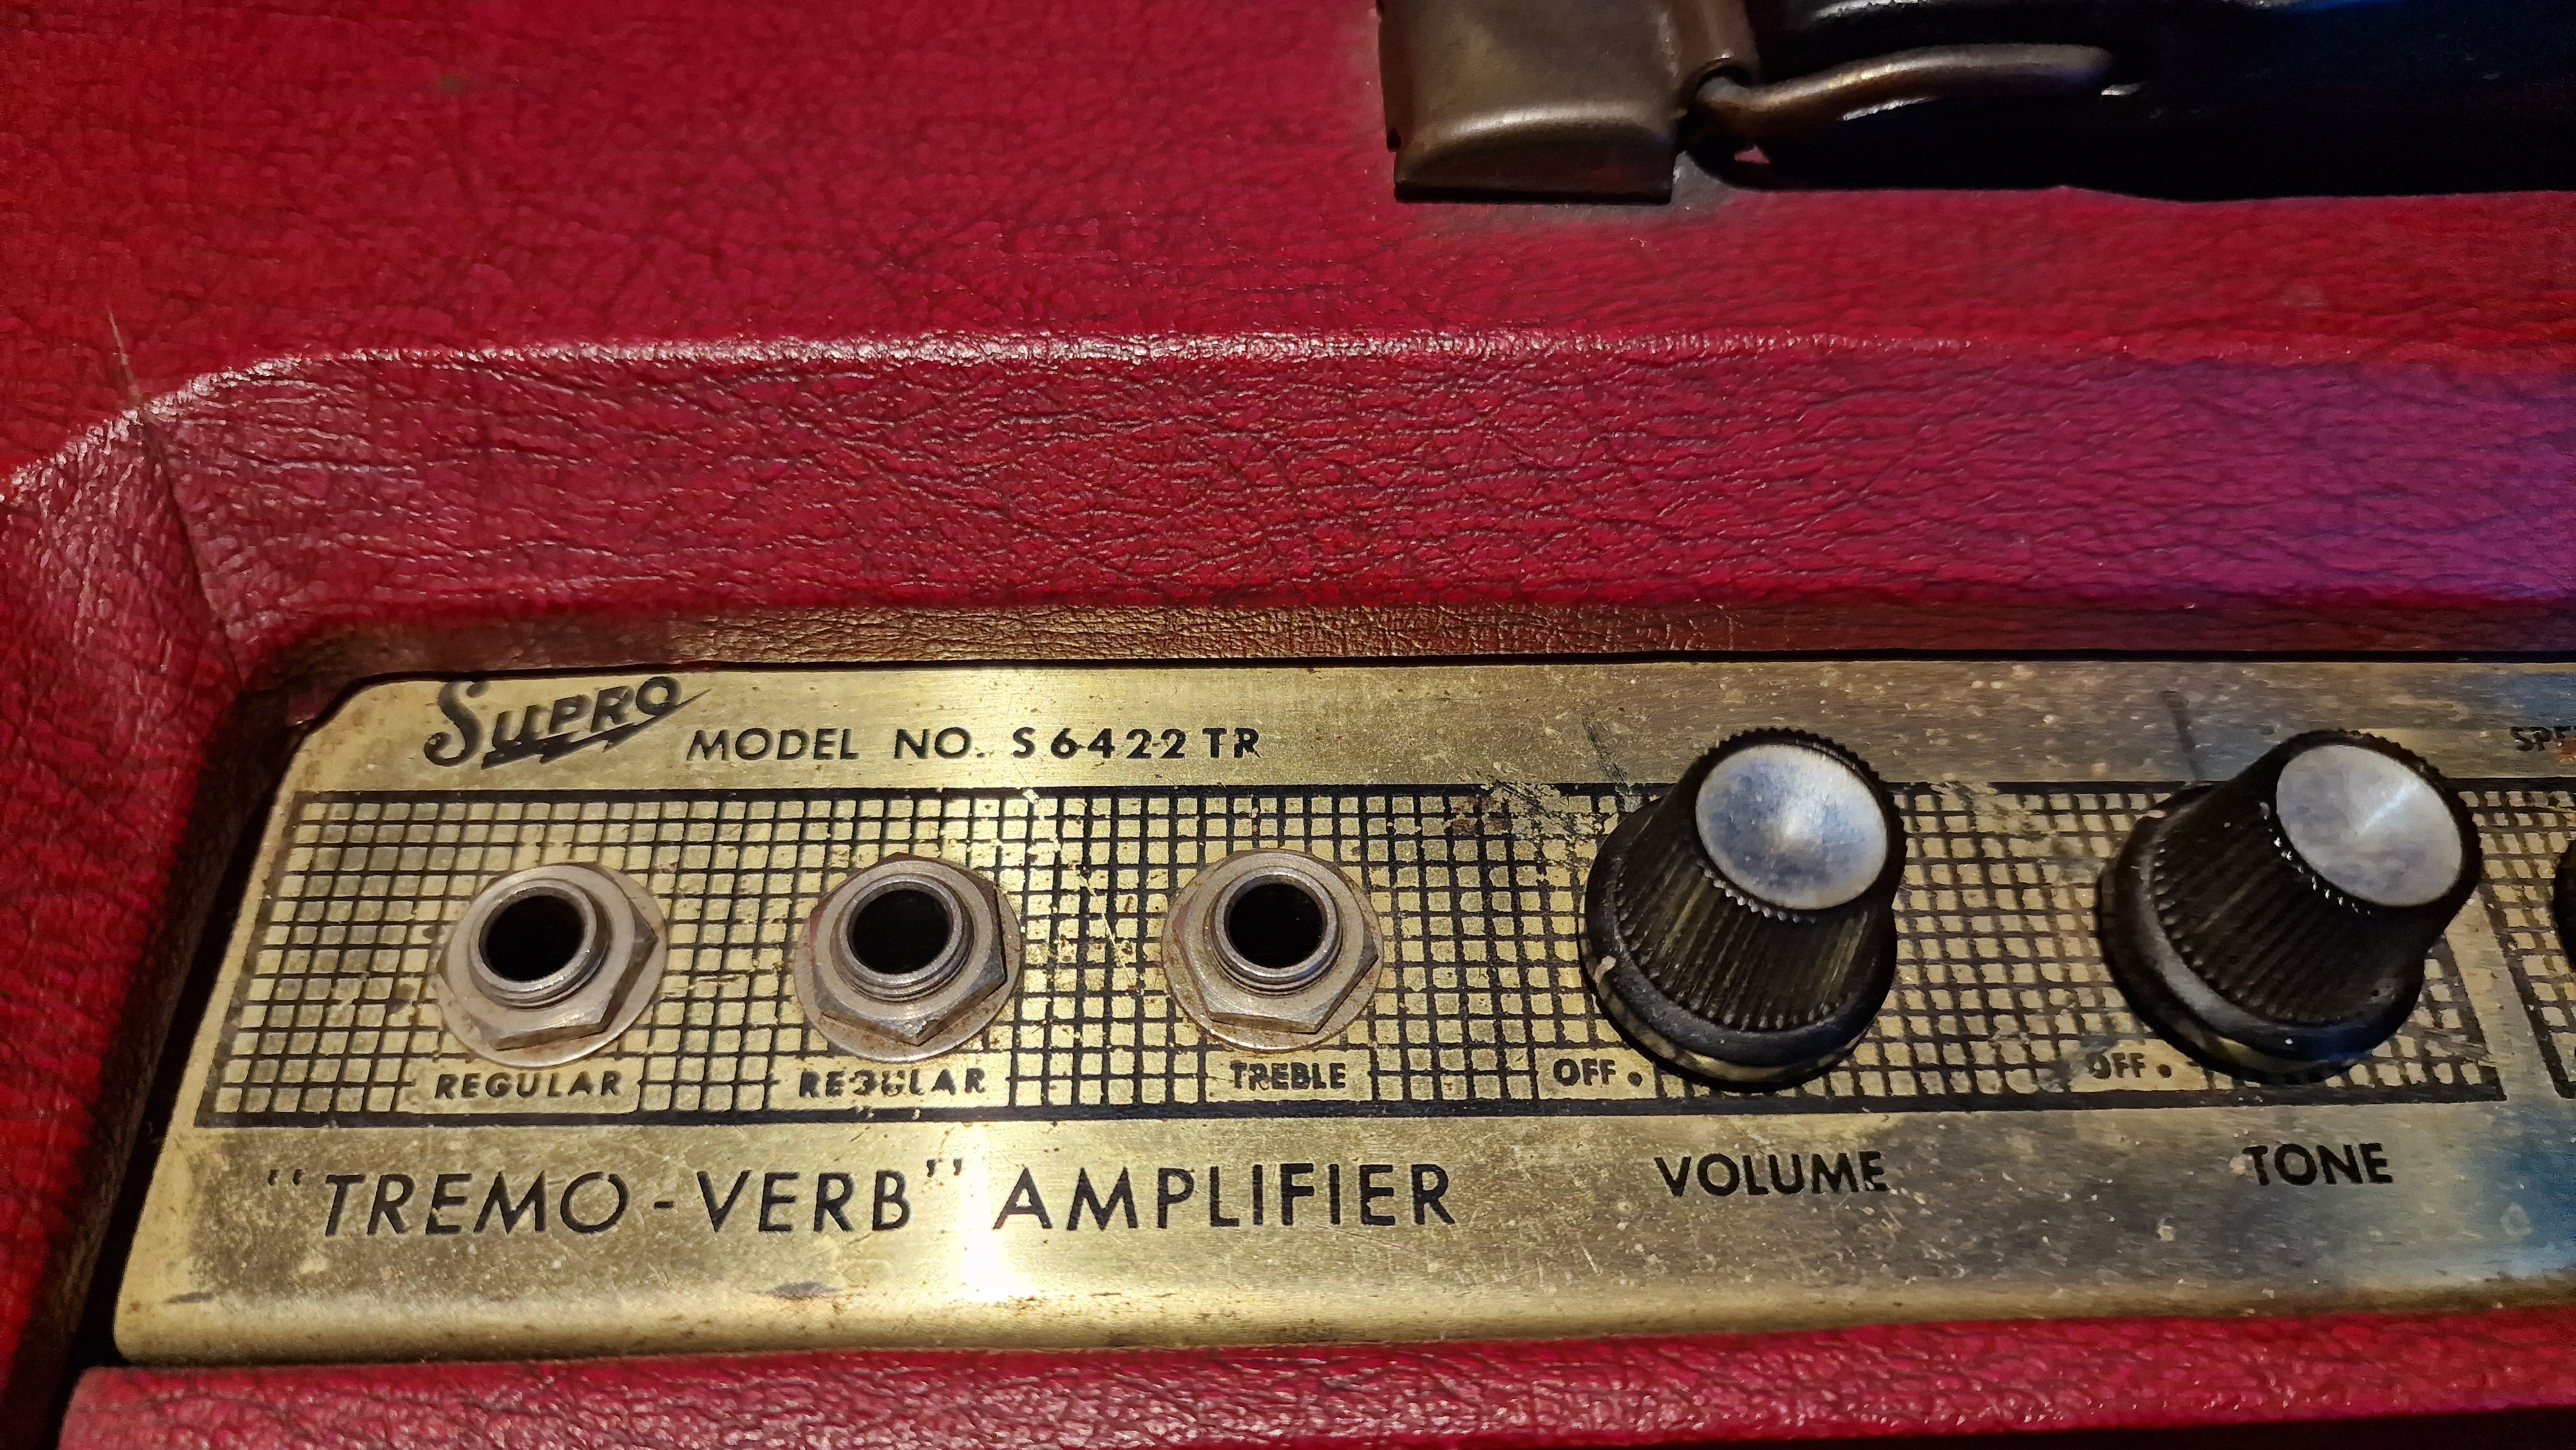 SUPRO MODEL NO. S6422TR
REGULAR REGULAR TREBLE OFF. OFF.
"TREMO-VERB" AMPLIFIER VOLUME TONE